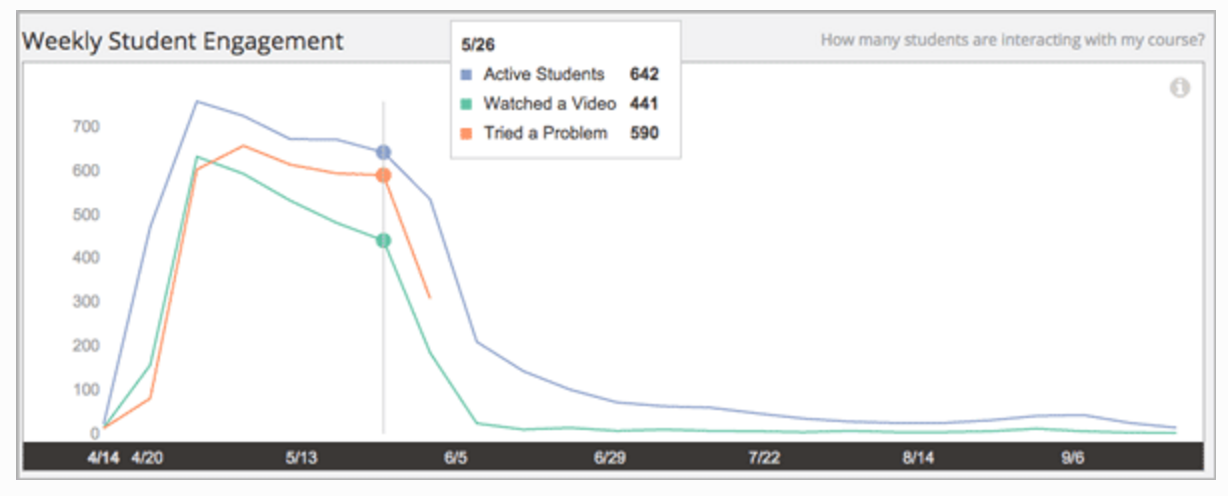 Weekly Student Engagement
How many students are interacting with my course?
5/26
Active Students 642
Watched a Video 441
Tried a Problem 590
700
600
500
400
300
200
100
0
4/14 4/20 5/13 6/5 6/29 7/22 8/14 9/6